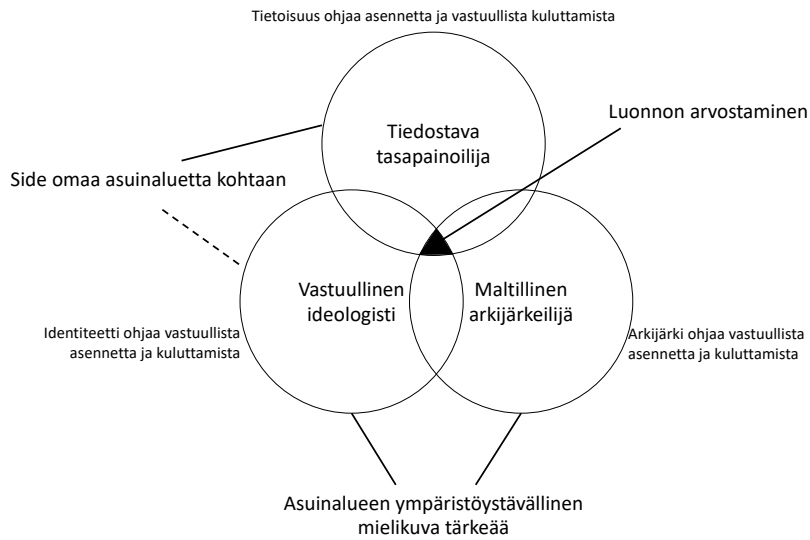 Tietoisuus ohjaa asennetta ja vastuullista kuluttamista
Luonnon arvostaminen
Tiedostava
tasapainoilija
Side omaa asuinaluetta kohtaan
Vastuullinen
ideologisti
Maltillinen
arkijärkeilijä
Identiteetti ohjaa vastuullista
asennetta ja kuluttamista
Arkijärki ohjaa vastuullista
asennetta ja kuluttamista
Asuinalueen ympäristöystävällinen
mielikuva tärkeää